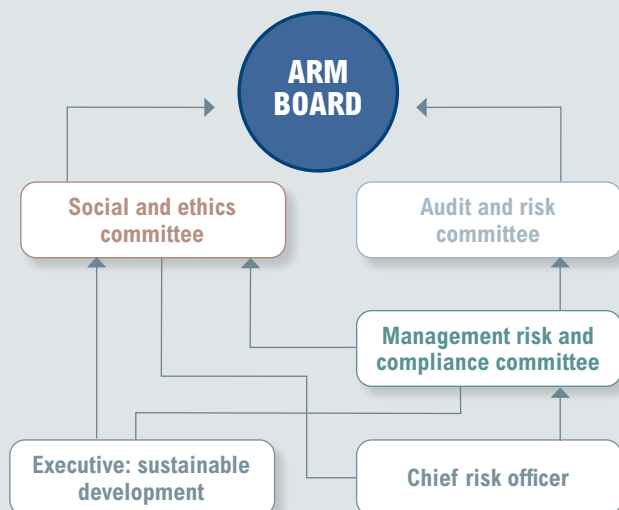 ARM
BOARD
Social and ethics
committee
Audit and risk
committee
Management risk and
compliance committee
Executive: sustainable
development
Chief risk officer